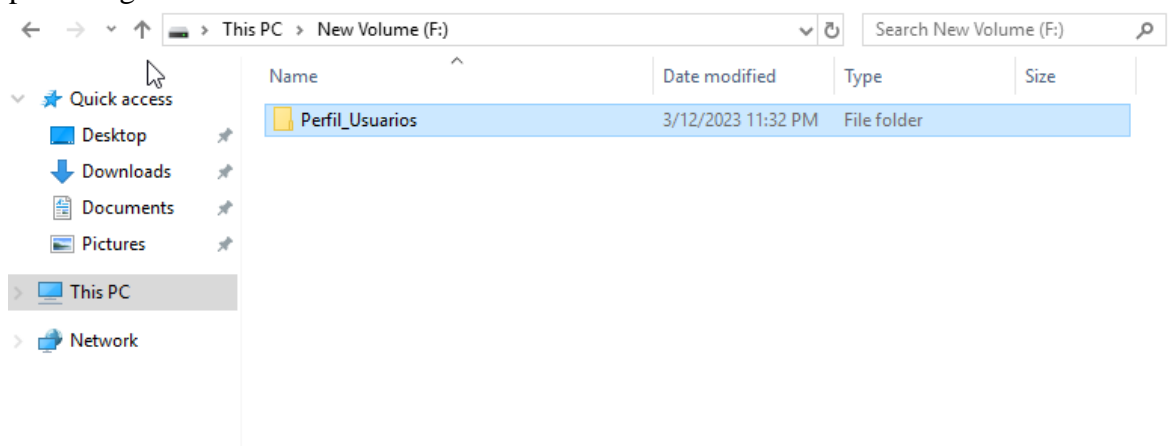 This PC > New Volume (F:) Search New Volume (F:)
Name Date modified Type Size
Quick access
Perfil_Usuarios 3/12/2023 11:32 PM File folder
Desktop
Downloads
Documents
Pictures
This PC
Network